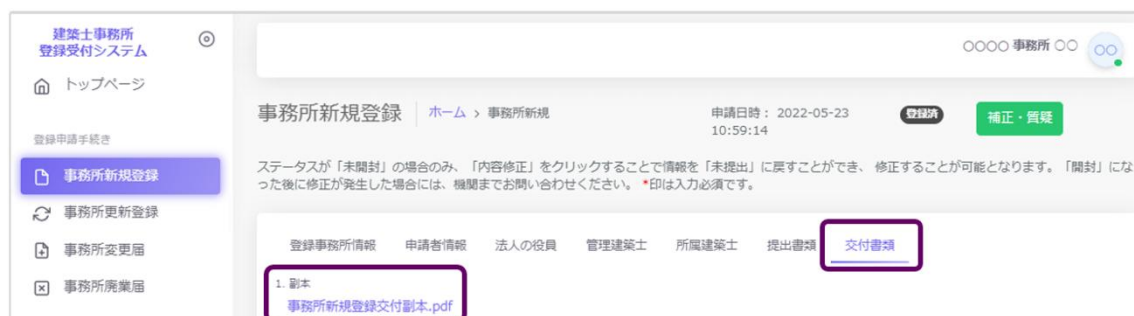 建築士事務所
登録受付システム
トップページ
登録申請手続き
事務所新規登録
事務所更新登録
事務所変更届
事務所廃業届
○○○○ 事務所 ○○
○○
事務所新規登録
ホーム > 事務所新規
申請日時： 2022-05-23
10:59:14
登録済
補正・質疑
ステータスが「未開封」の場合のみ、「内容修正」をクリックすることで情報を「未提出」に戻すことができ、 修正することが可能となります。「開封」にな
った後に修正が発生した場合には、機関までお問い合わせください。 *印は入力必須です。
登録事務所情報 申請者情報 法人の役員 管理建築士 所属建築士 提出書類 交付書類
1. 副本
事務所新規登録交付副本.pdf